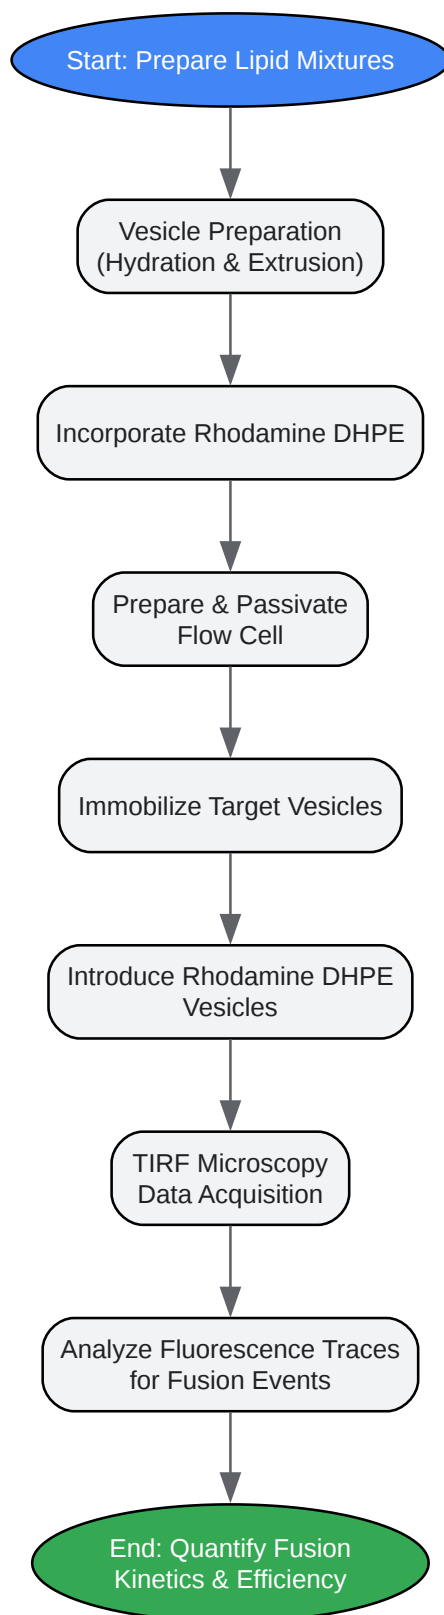 Start: Prepare Lipid Mixtures
Vesicle Preparation
(Hydration & Extrusion)
Incorporate Rhodamine DHPE
Prepare & Passivate
Flow Cell
Immobilize Target Vesicles
Introduce Rhodamine DHPE
Vesicles
TIRF Microscopy
Data Acquisition
Analyze Fluorescence Traces
for Fusion Events
End: Quantify Fusion
Kinetics & Efficiency